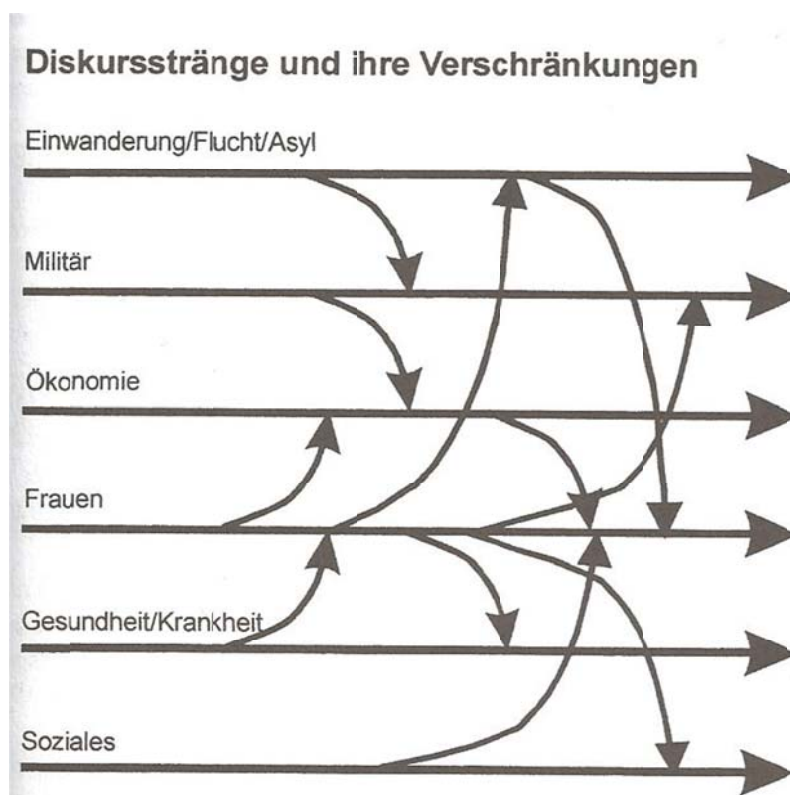 Diskursstränge und ihre Verschränkungen
Einwanderung/Flucht/Asyl
Militär
Ökonomie
Frauen
Gesundheit/Krankheit
Soziales